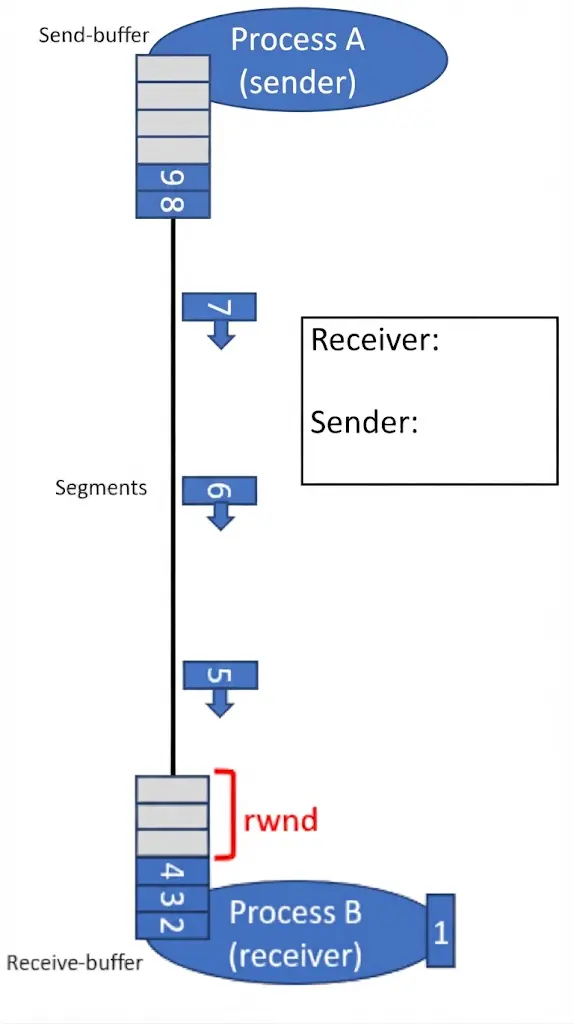 Send-buffer
Process A
(sender)
9
8
7
Receiver:
Sender:
Segments
6
5
rwnd
4
3
2
Process B
(receiver)
1
Receive-buffer